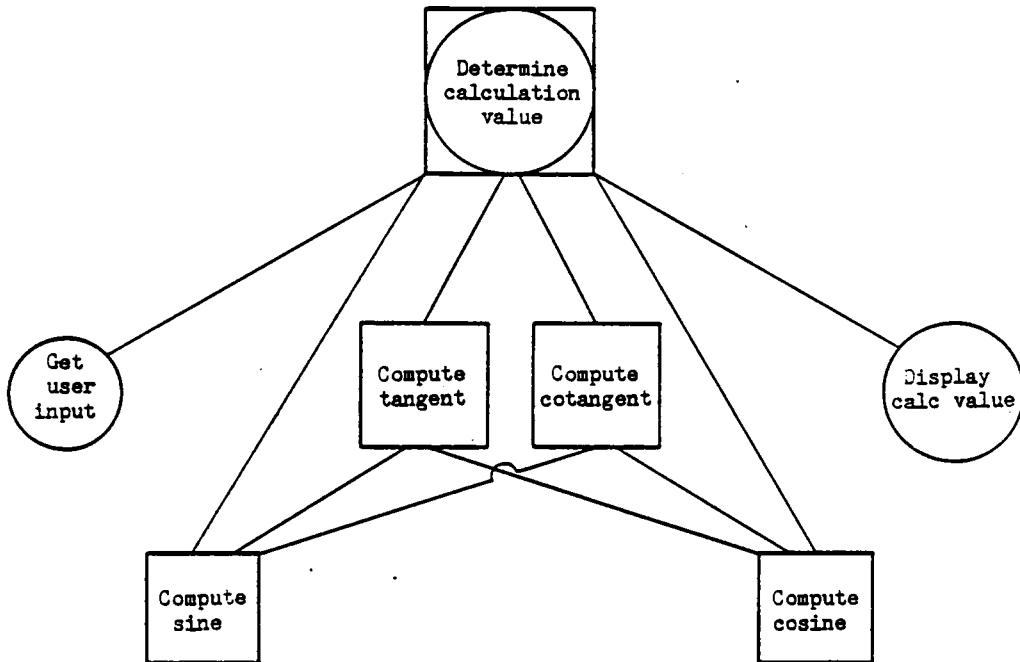 Determine
calculation
value
Get
user
input
Compute
tangent
Compute
cotangent
Display
calc value
Compute
sine
Compute
cosine